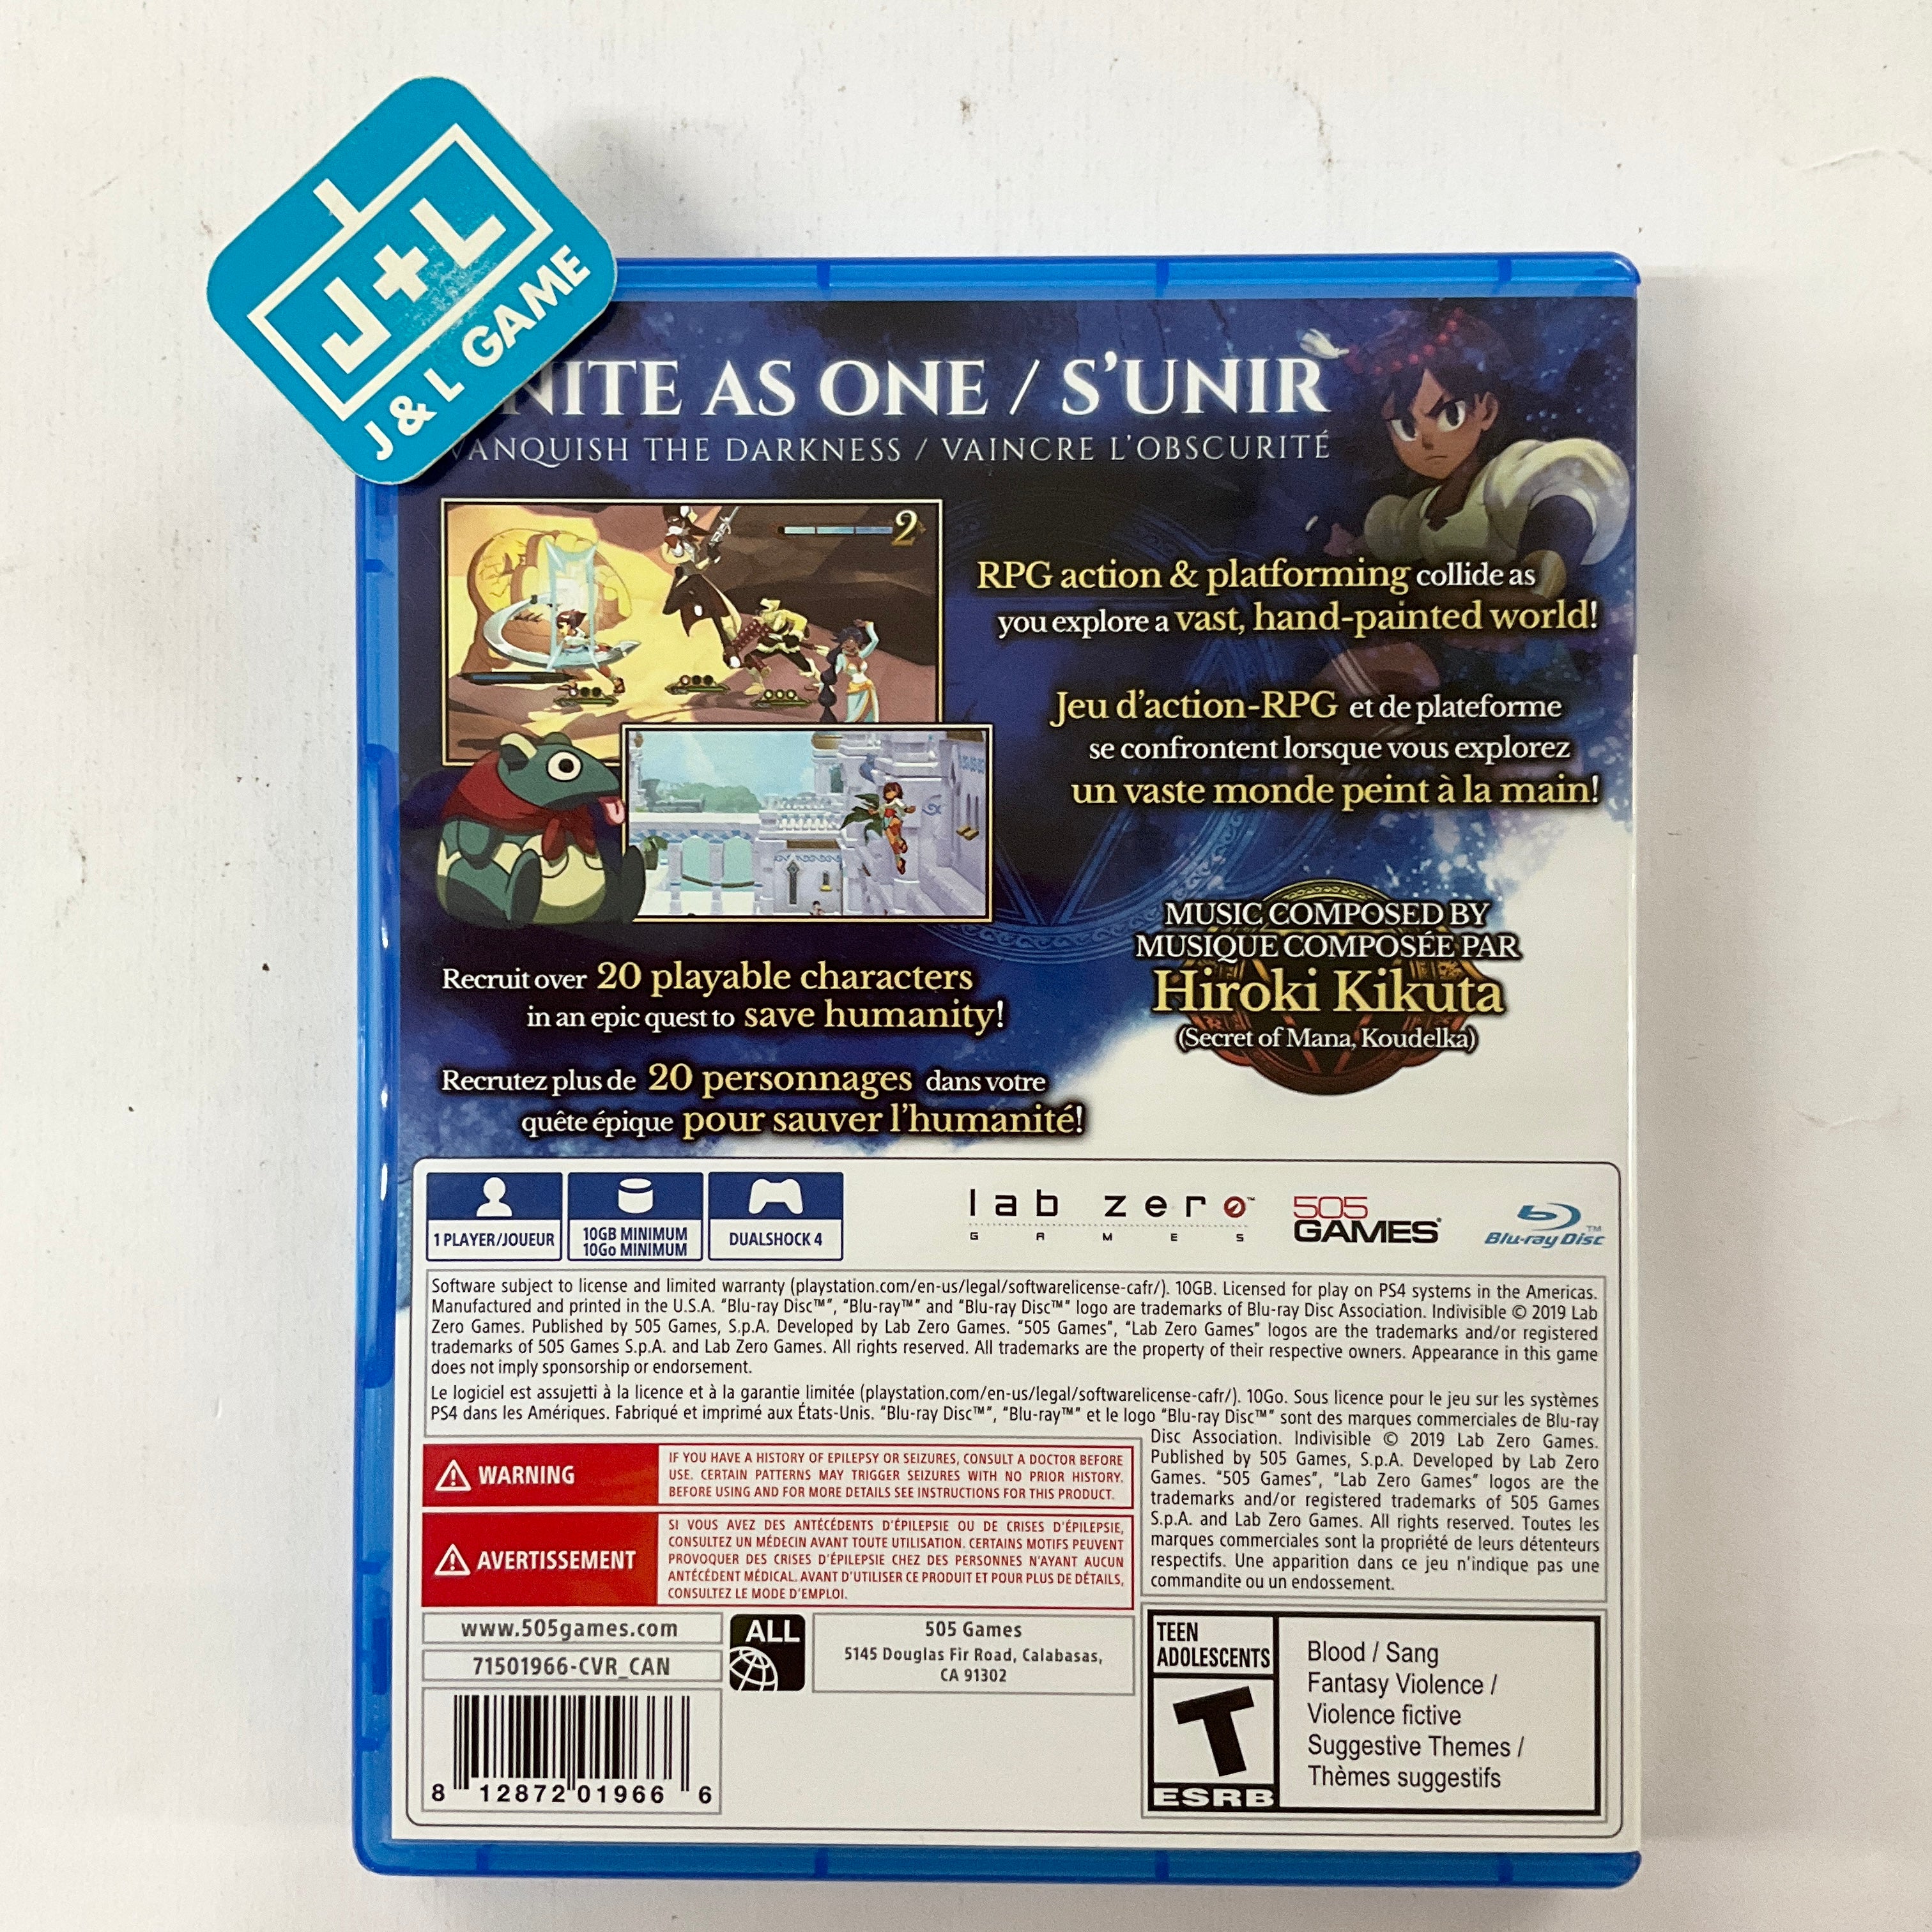 J+L
J & L GAME
NITE AS ONE / S'UNIR
VANQUISH THE DARKNESS / VAINCRE L'OBSCURITÉ
2
RPG action & platforming collide as
you explore a vast, hand-painted world!
Jeu d'action-RPG et de plateforme
se confrontent lorsque vous explorez
un vaste monde peint à la main!
MUSIC COMPOSED BY
MUSIQUE COMPOSÉE PAR
Hiroki Kikuta
(Secret of Mana, Koudelka)
Recruit over 20 playable characters
in an epic quest to save humanity!
Recrutez plus de 20 personnages dans votre
quête épique pour sauver l'humanité!
1 PLAYER/JOUEUR
10GB MINIMUM
10Go MINIMUM
DUALSHOCK 4
lab zero™
GAMES
505
GAMES®
Blu-ray Disc™
Software subject to license and limited warranty (playstation.com/en-us/legal/softwarelicense-cafr/). 10GB. Licensed for play on PS4 systems in the Americas.
Manufactured and printed in the U.S.A. "Blu-ray Disc™", "Blu-ray™" and "Blu-ray Disc™" logo are trademarks of Blu-ray Disc Association. Indivisible © 2019 Lab
Zero Games. Published by 505 Games, S.p.A. Developed by Lab Zero Games. "505 Games", "Lab Zero Games" logos are the trademarks and/or registered
trademarks of 505 Games S.p.A. and Lab Zero Games. All rights reserved. All trademarks are the property of their respective owners. Appearance in this game
does not imply sponsorship or endorsement.
Le logiciel est assujetti à la licence et à la garantie limitée (playstation.com/en-us/legal/softwarelicense-cafr/). 10Go. Sous licence pour le jeu sur les systèmes
PS4 dans les Amériques. Fabriqué et imprimé aux États-Unis. "Blu-ray Disc™", "Blu-ray™" et le logo "Blu-ray Disc™" sont des marques commerciales de Blu-ray
Disc Association. Indivisible © 2019 Lab Zero Games.
Published by 505 Games, S.p.A. Developed by Lab Zero
Games. "505 Games", "Lab Zero Games" logos are the
trademarks and/or registered trademarks of 505 Games
S.p.A. and Lab Zero Games. All rights reserved. Toutes les
marques commerciales sont la propriété de leurs détenteurs
respectifs. Une apparition dans ce jeu n'indique pas une
commandite ou un endossement.
WARNING
IF YOU HAVE A HISTORY OF EPILEPSY OR SEIZURES, CONSULT A DOCTOR BEFORE
USE. CERTAIN PATTERNS MAY TRIGGER SEIZURES WITH NO PRIOR HISTORY.
BEFORE USING AND FOR MORE DETAILS SEE INSTRUCTIONS FOR THIS PRODUCT.
AVERTISSEMENT
SI VOUS AVEZ DES ANTÉCÉDENTS D'ÉPILEPSIE OU DE CRISES D'ÉPILEPSIE,
CONSULTEZ UN MÉDECIN AVANT TOUTE UTILISATION. CERTAINS MOTIFS PEUVENT
PROVOQUER DES CRISES D'ÉPILEPSIE CHEZ DES PERSONNES N'AYANT AUCUN
ANTÉCÉDENT MÉDICAL. AVANT D'UTILISER CE PRODUIT ET POUR PLUS DE DÉTAILS,
CONSULTEZ LE MODE D'EMPLOI.
www.505games.com
71501966-CVR_CAN
ALL
505 Games
5145 Douglas Fir Road, Calabasas,
CA 91302
8 12872 01966 6
TEEN
ADOLESCENTS
T
ESRB
Blood / Sang
Fantasy Violence /
Violence fictive
Suggestive Themes /
Thèmes suggestifs